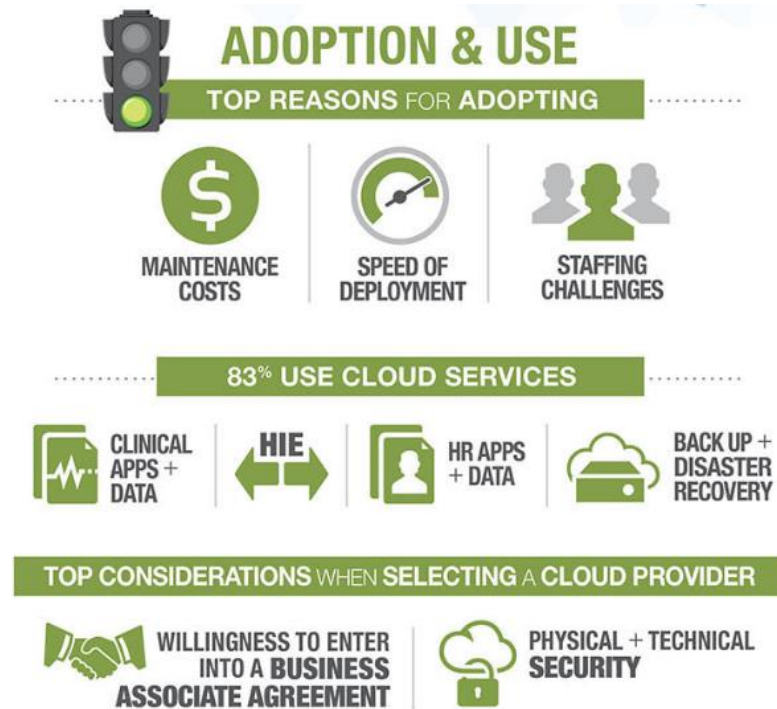 ADOPTION & USE
TOP REASONS FOR ADOPTING
$
MAINTENANCE
COSTS
SPEED OF
DEPLOYMENT
STAFFING
CHALLENGES
83% USE CLOUD SERVICES
CLINICAL
APPS +
DATA
HIE
HR APPS
+ DATA
BACK UP +
DISASTER
RECOVERY
TOP CONSIDERATIONS WHEN SELECTING A CLOUD PROVIDER
WILLINGNESS TO ENTER
INTO A BUSINESS
ASSOCIATE AGREEMENT
PHYSICAL + TECHNICAL
SECURITY